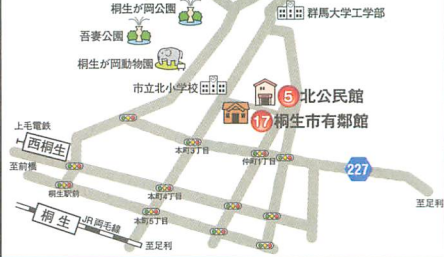 桐生が岡公園
群馬大学工学部
吾妻公園
桐生が岡動物園
市立北小学校
5 北公民館
17 桐生市有鄰館
上毛電鉄
西桐生
本町3丁目
仲町1丁目
至前橋
227
桐生駅前
本町4丁目
至足利
桐生
JR両毛線
本町5丁目
至足利